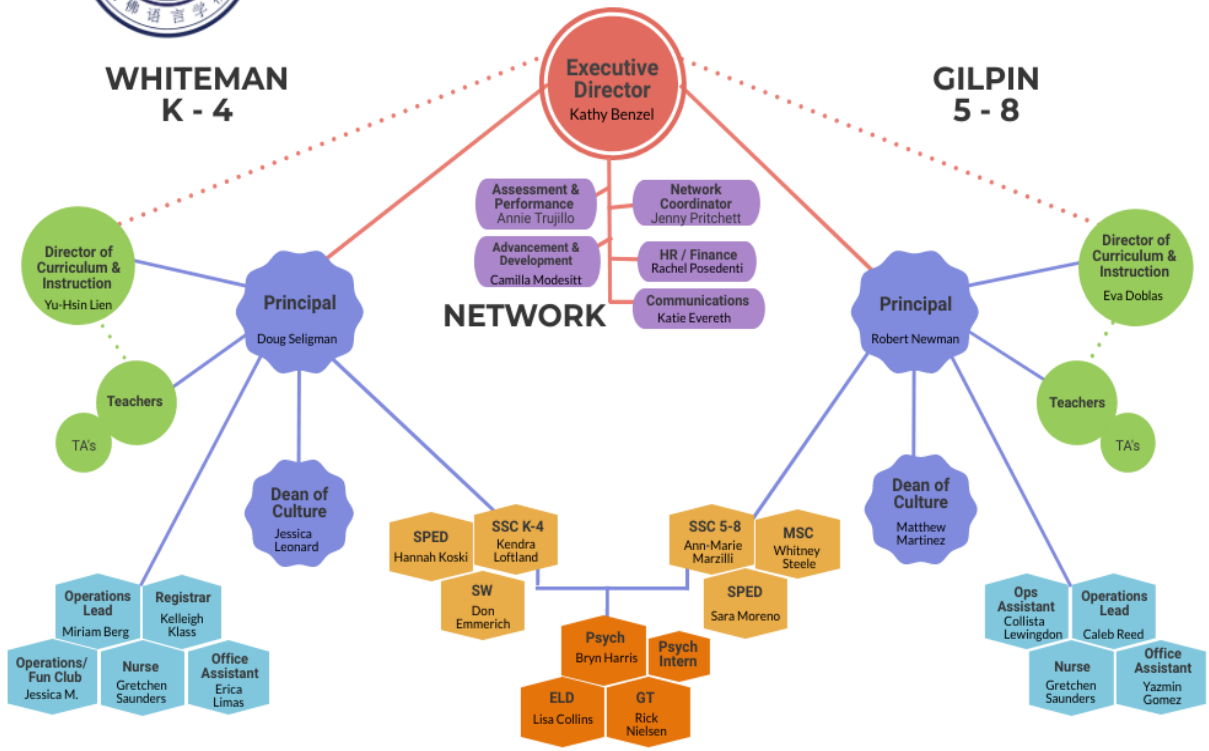 佛语言学
WHITEMAN
K - 4
Executive
Director
Kathy Benzel
GILPIN
5 - 8
Assessment &
Performance
Annie Trujillo
Network
Coordinator
Jenny Pritchett
Advancement &
Development
Camilla Modesitt
HR / Finance
Rachel Posedenti
NETWORK
Communications
Katie Evereth
Director of
Curriculum &
Instruction
Yu-Hsin Lien
Principal
Doug Seligman
Teachers
TA's
Dean of
Culture
Jessica
Leonard
Principal
Robert Newman
Director of
Curriculum &
Instruction
Eva Doblas
Teachers
TA's
Dean of
Culture
Matthew
Martinez
SPED
Hannah Koski
SSC K-4
Kendra
Loftland
SW
Don
Emmerich
SSC 5-8
Ann-Marie
Marzilli
MSC
Whitney
Steele
SPED
Sara Moreno
Operations
Lead
Miriam Berg
Registrar
Kelleigh
Klass
Operations/
Fun Club
Jessica M.
Nurse
Gretchen
Saunders
Office
Assistant
Erica
Limas
Psych
Bryn Harris
Psych
Intern
ELD
Lisa Collins
GT
Rick
Nielsen
Ops
Assistant
Collista
Lewingdon
Operations
Lead
Caleb Reed
Nurse
Gretchen
Saunders
Office
Assistant
Yazmin
Gomez